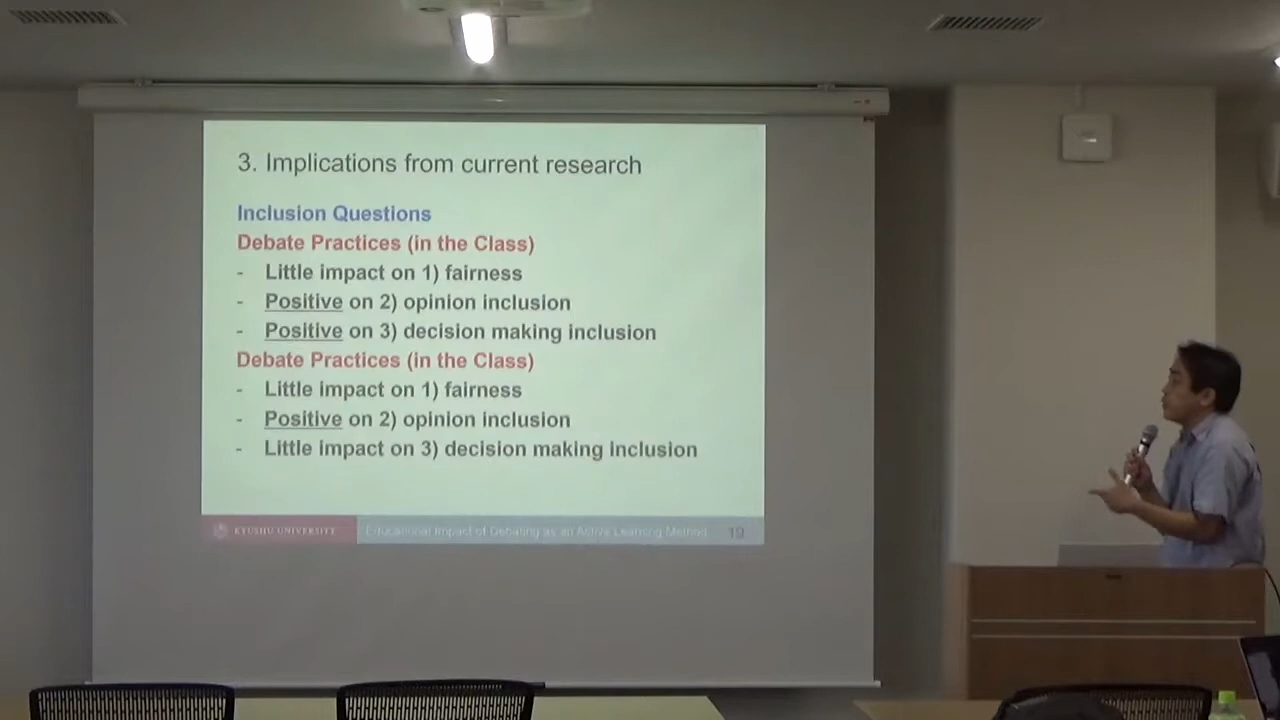 3. Implications from current research
Inclusion Questions
Debate Practices (in the Class)
- Little impact on 1) fairness
- Positive on 2) opinion inclusion
- Positive on 3) decision making inclusion
Debate Practices (in the Class)
- Little impact on 1) fairness
- Positive on 2) opinion inclusion
- Little impact on 3) decision making inclusion
KYUSHU UNIVERSITY
Educational Impact of Debating as an Active Learning Method
19